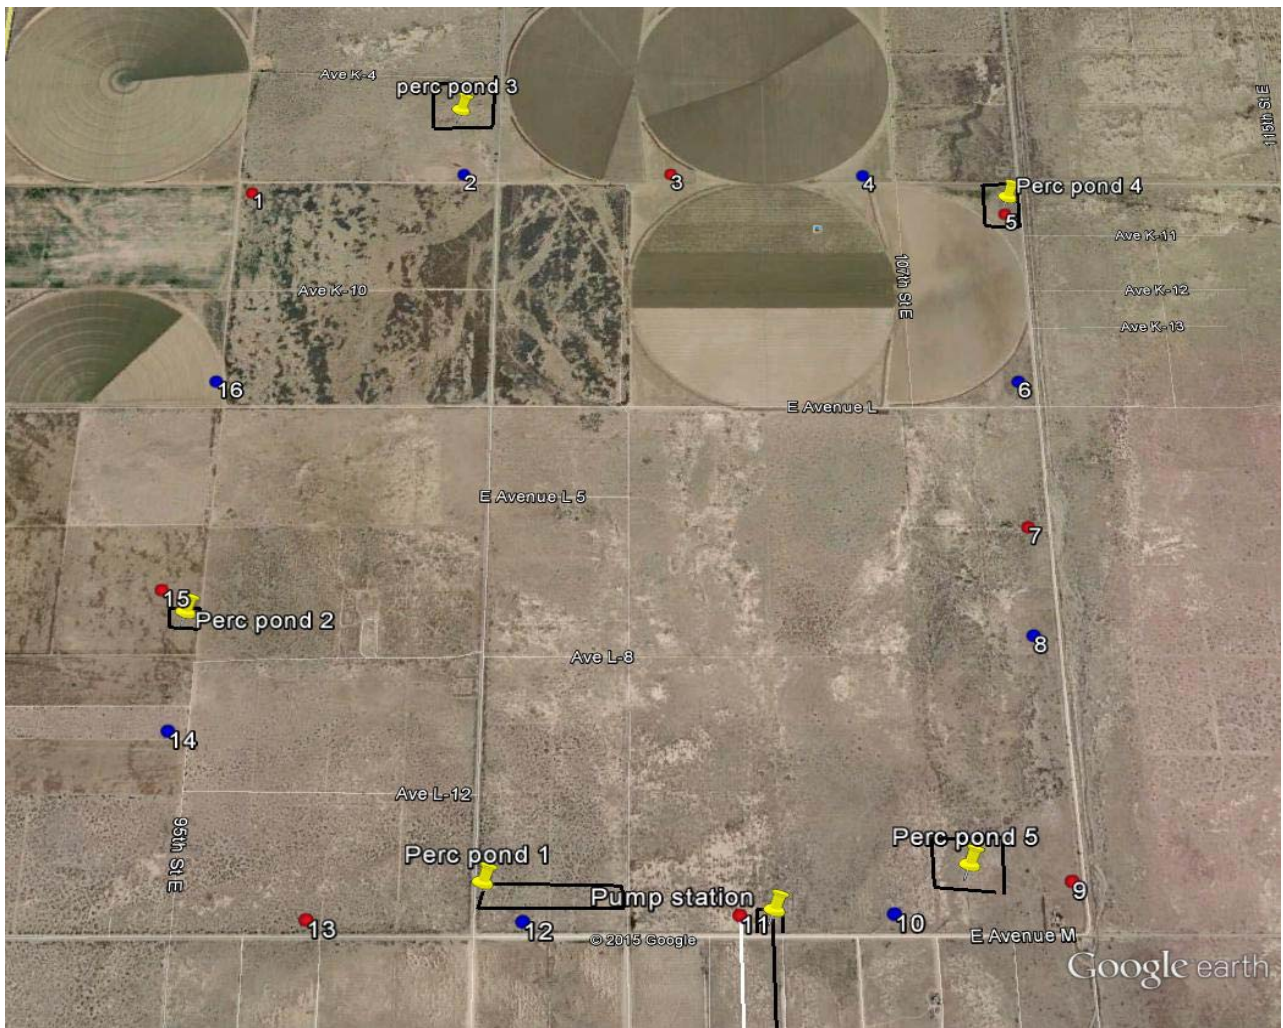 Ave K-4
perc pond 3
115th St E
1
2
3
4
Perc pond 4
5
Ave K-11
107th St E
Ave K-10
Ave K-12
Ave K-13
16
6
E Avenue L
E Avenue L 5
7
15
Perc pond 2
8
Ave L-8
14
Ave L-12
95th St E
Perc pond 1
Perc pond 5
Pump station
9
13
12
11
10
© 2015 Google
E Avenue M
Google earth